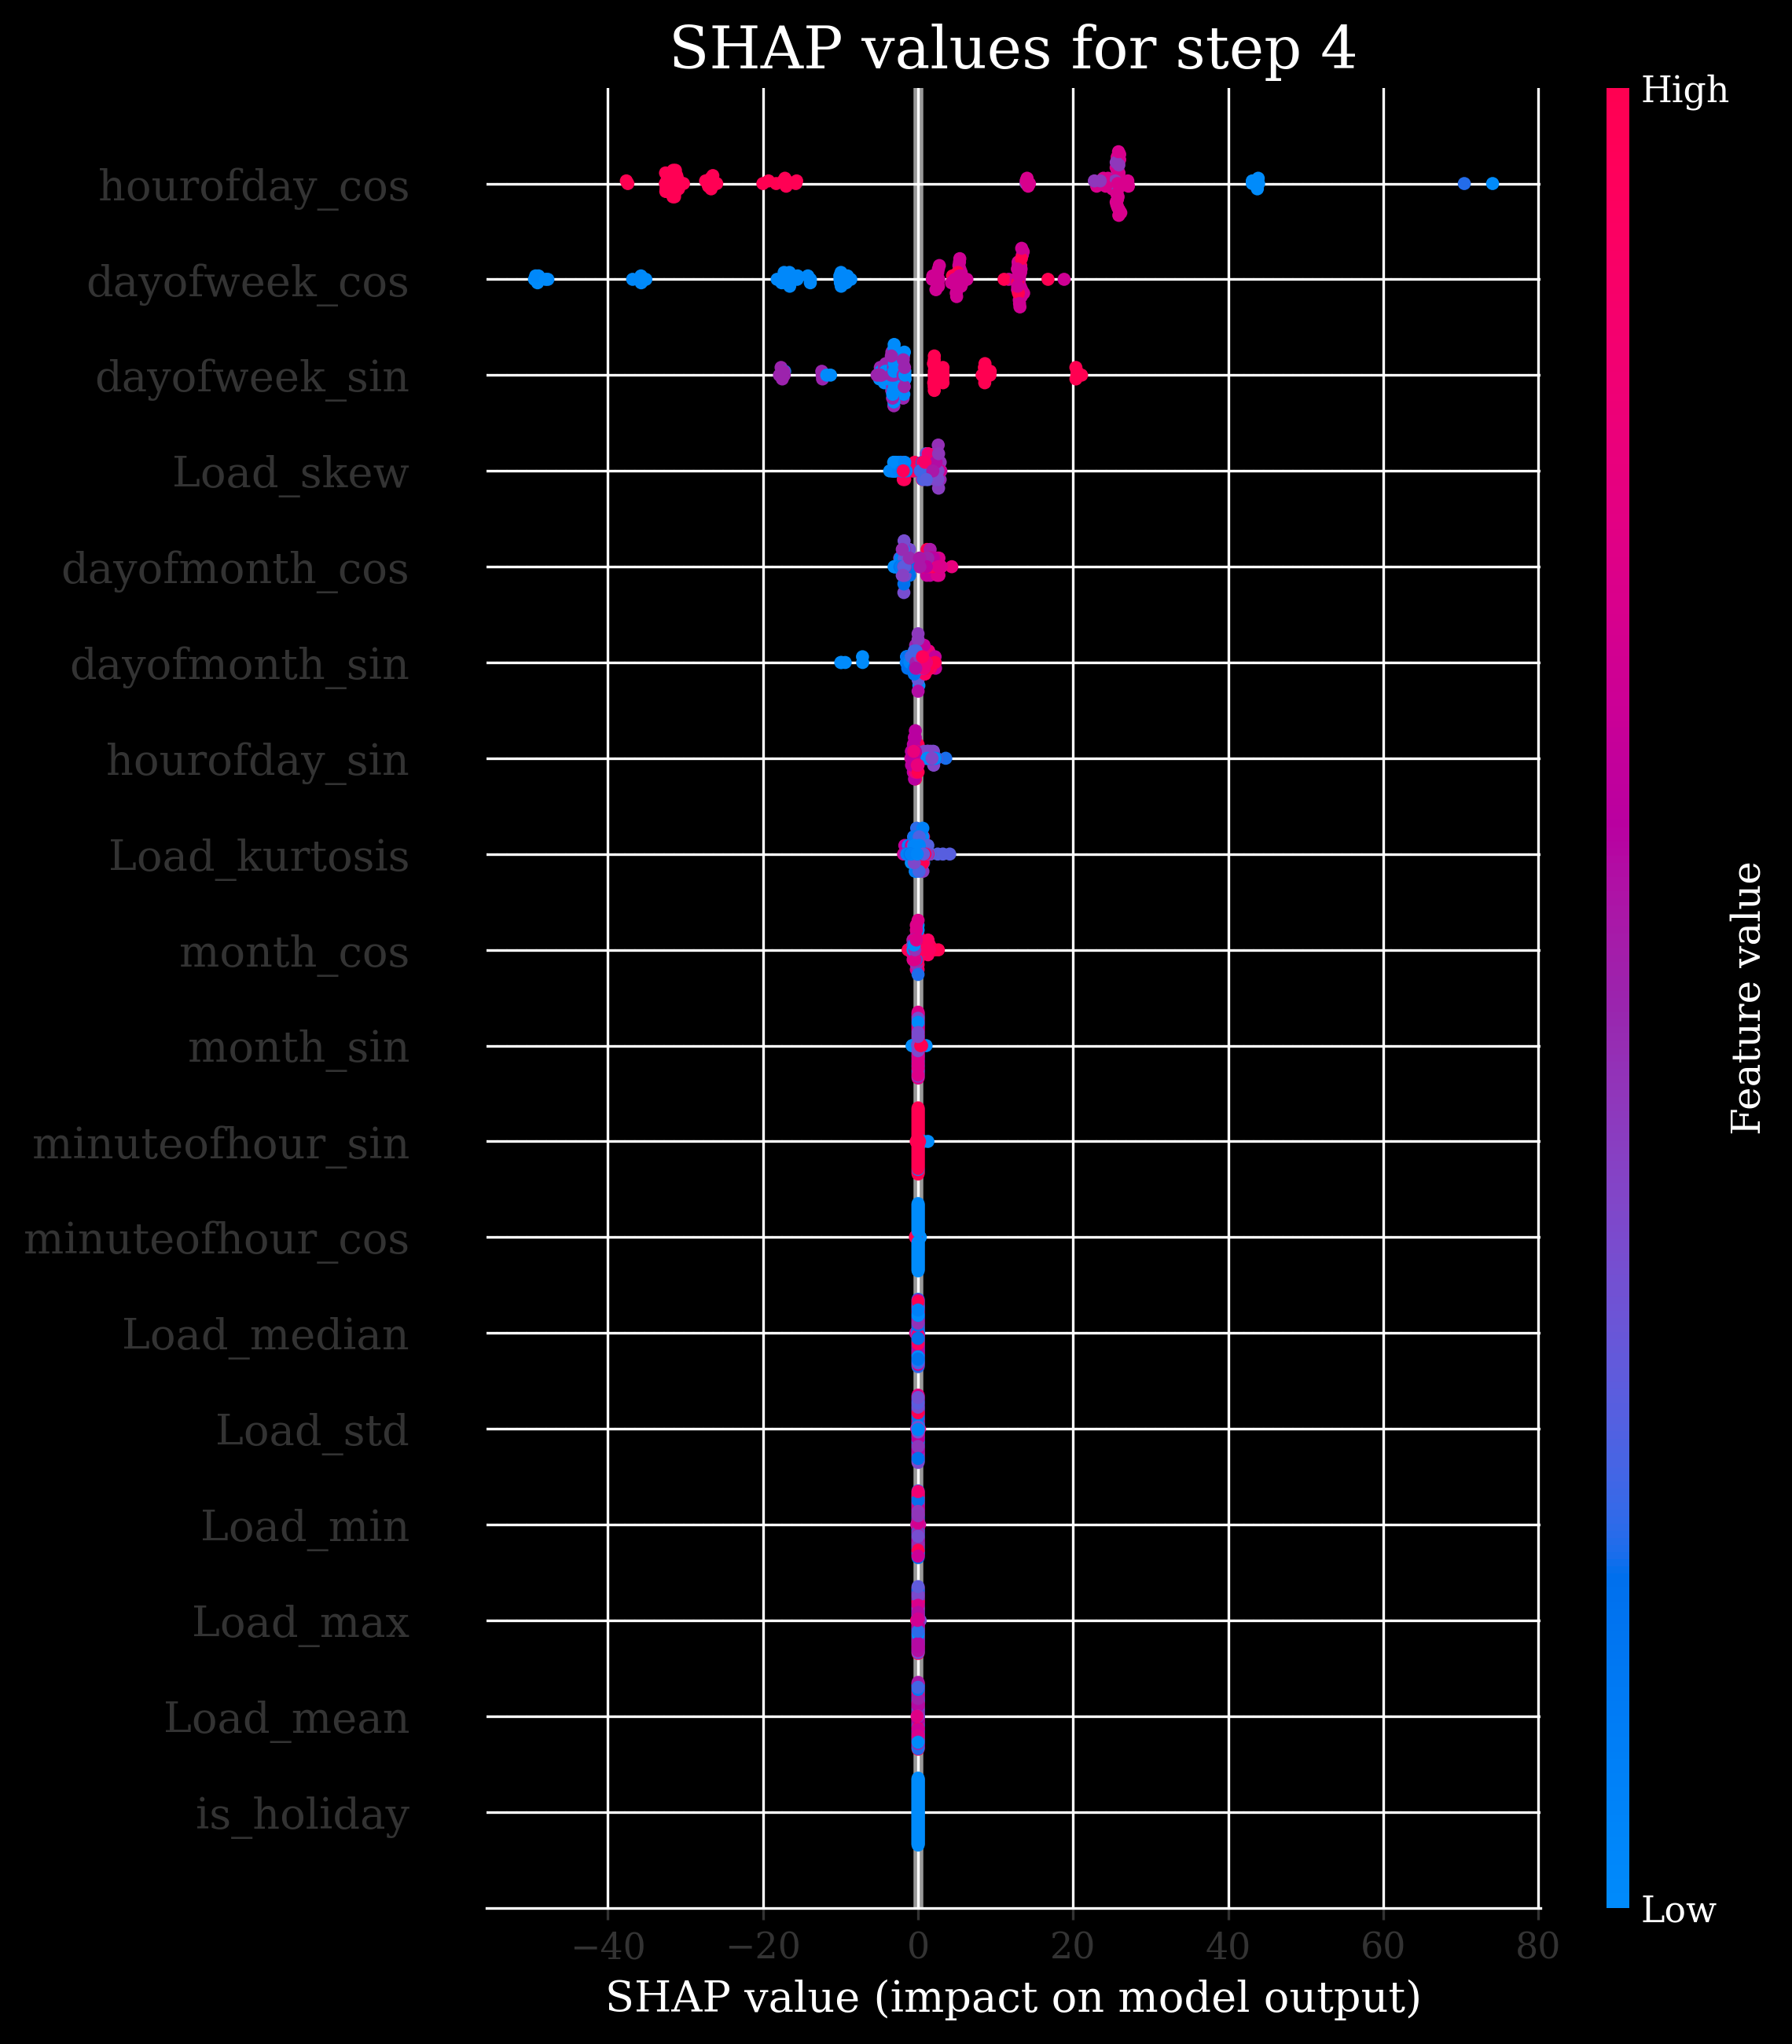 SHAP values for step 4
High
hourofday_cos
dayofweek_cos
dayofweek_sin
Load_skew
dayofmonth_cos
dayofmonth_sin
hourofday_sin
Load_kurtosis
month_cos
month_sin
minuteofhour_sin
minuteofhour_cos
Load_median
Load_std
Load_min
Load_max
Load_mean
is_holiday
Feature value
Low
−40 −20 0 20 40 60 80
SHAP value (impact on model output)